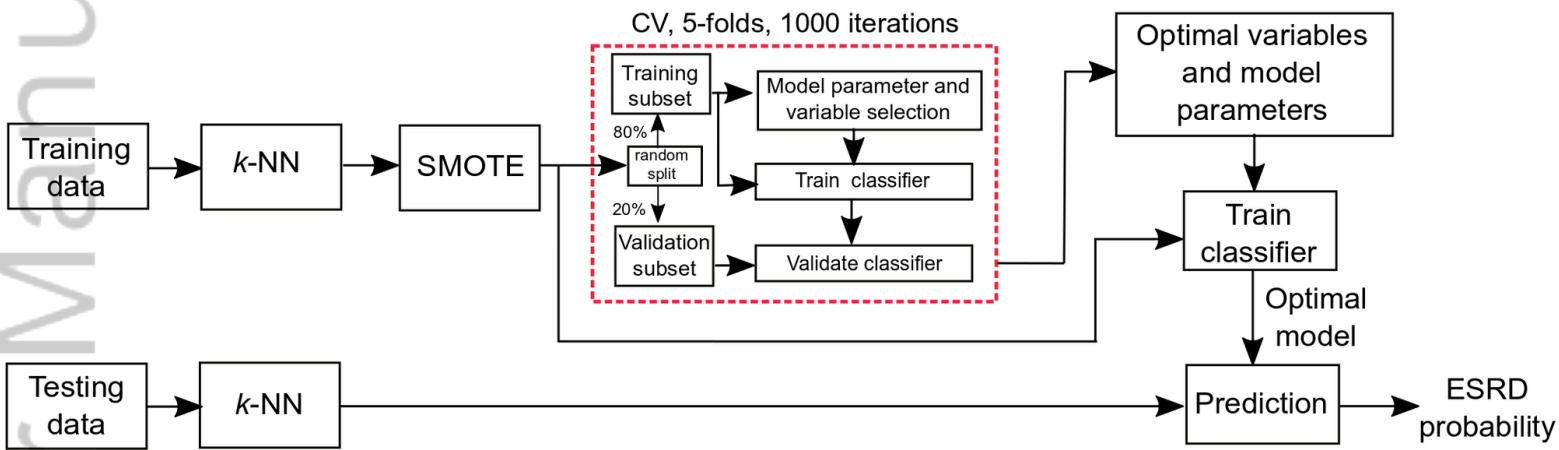 CV, 5-folds, 1000 iterations
Training
data
k-NN
SMOTE
Training
subset
80%
random
split
20%
Validation
subset
Model parameter and
variable selection
Train classifier
Validate classifier
Optimal variables
and model
parameters
Train
classifier
Optimal
model
Testing
data
k-NN
Prediction
ESRD
probability
Manu